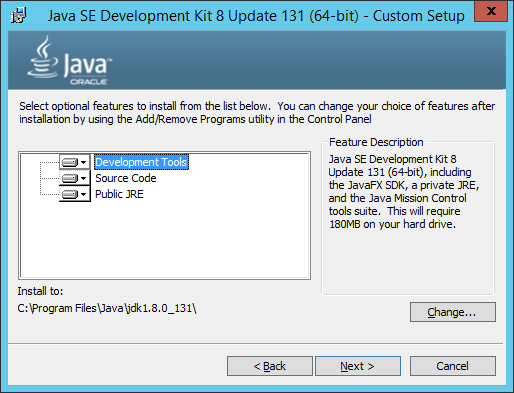 Java SE Development Kit 8 Update 131 (64-bit) - Custom Setup
Java
ORACLE
Select optional features to install from the list below. You can change your choice of features after
installation by using the Add/Remove Programs utility in the Control Panel
Development Tools
Source Code
Public JRE
Feature Description
Java SE Development Kit 8
Update 131 (64-bit), including
the JavaFX SDK, a private JRE,
and the Java Mission Control
tools suite. This will require
180MB on your hard drive.
Install to:
C:\Program Files\Java\jdk1.8.0_131\
Change...
< Back
Next >
Cancel